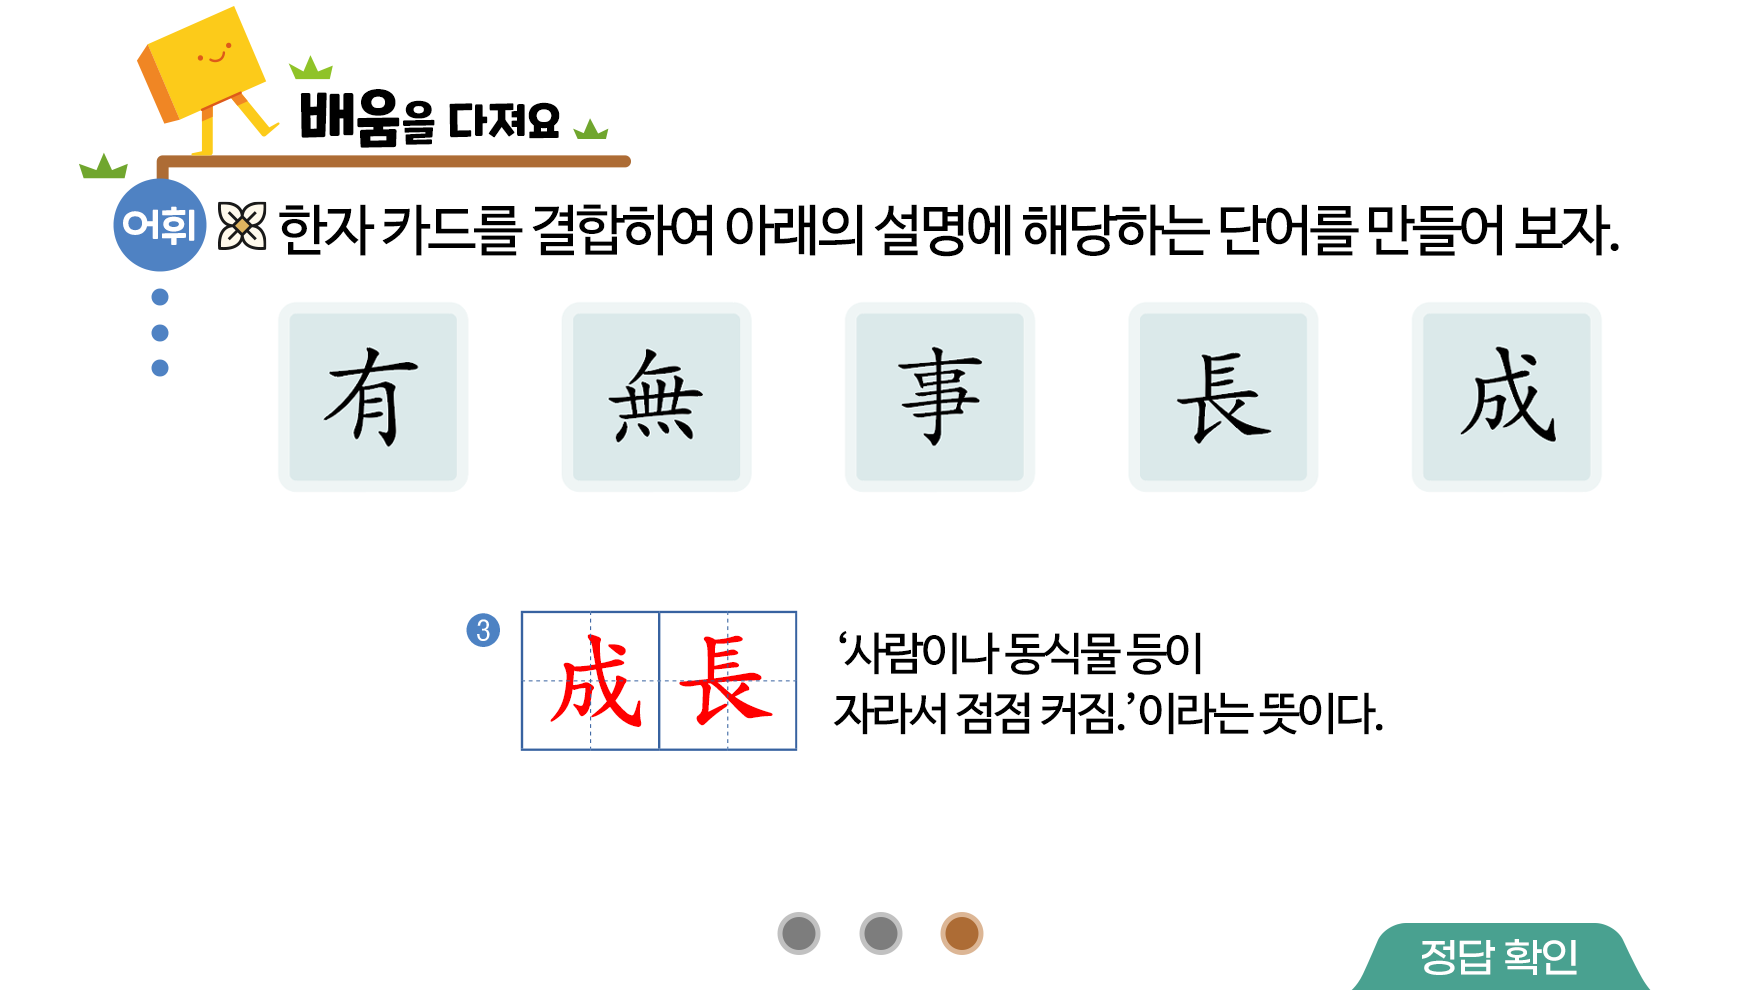 배움을 다져요
어휘 한자 카드를 결합하여 아래의 설명에 해당하는 단어를 만들어 보자.
有 無 事 長 成
3 成長 ‘사람이나 동식물 등이
자라서 점점 커짐.’이라는 뜻이다.
정답 확인